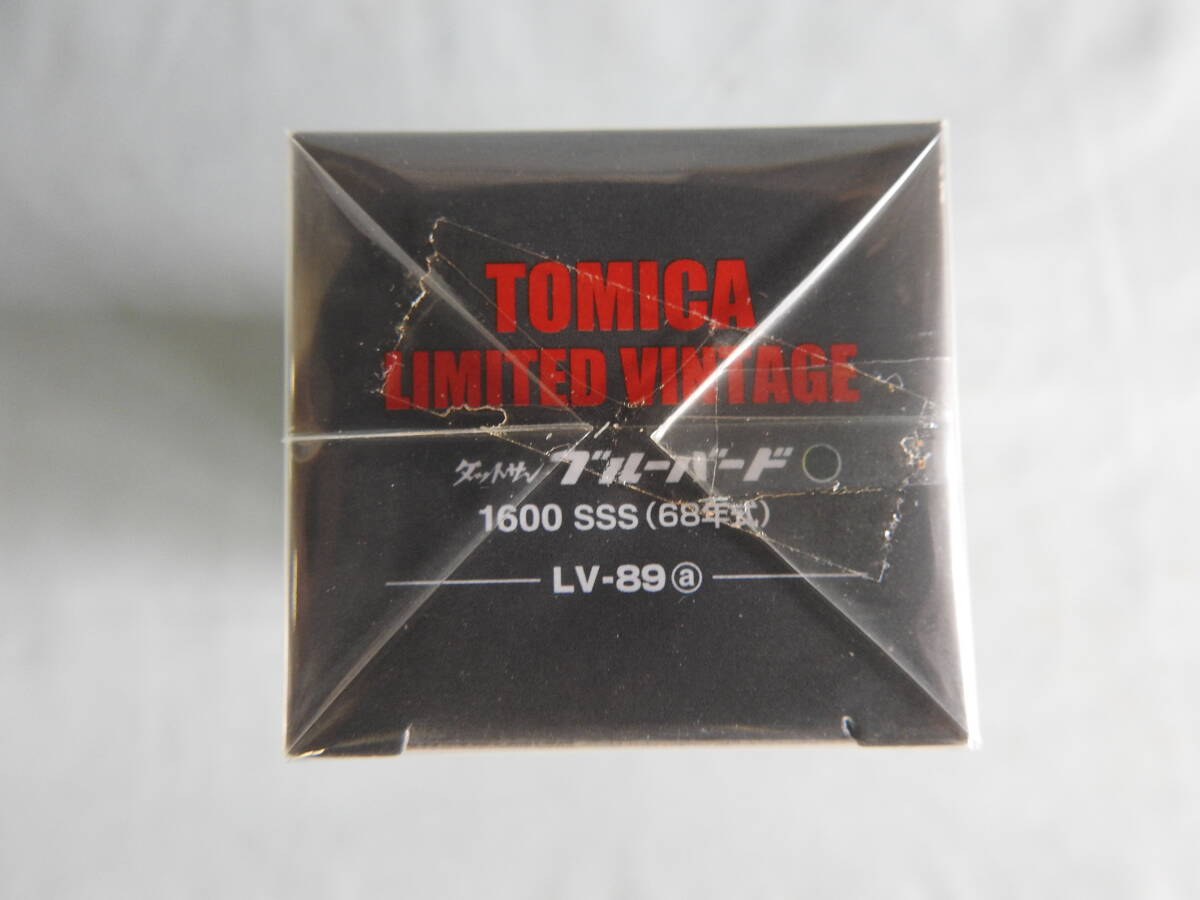 TOMICA
LIMITED VINTAGE
ダットサン ブルーバード
1600 SSS(68年式)
LV-89ⓐ